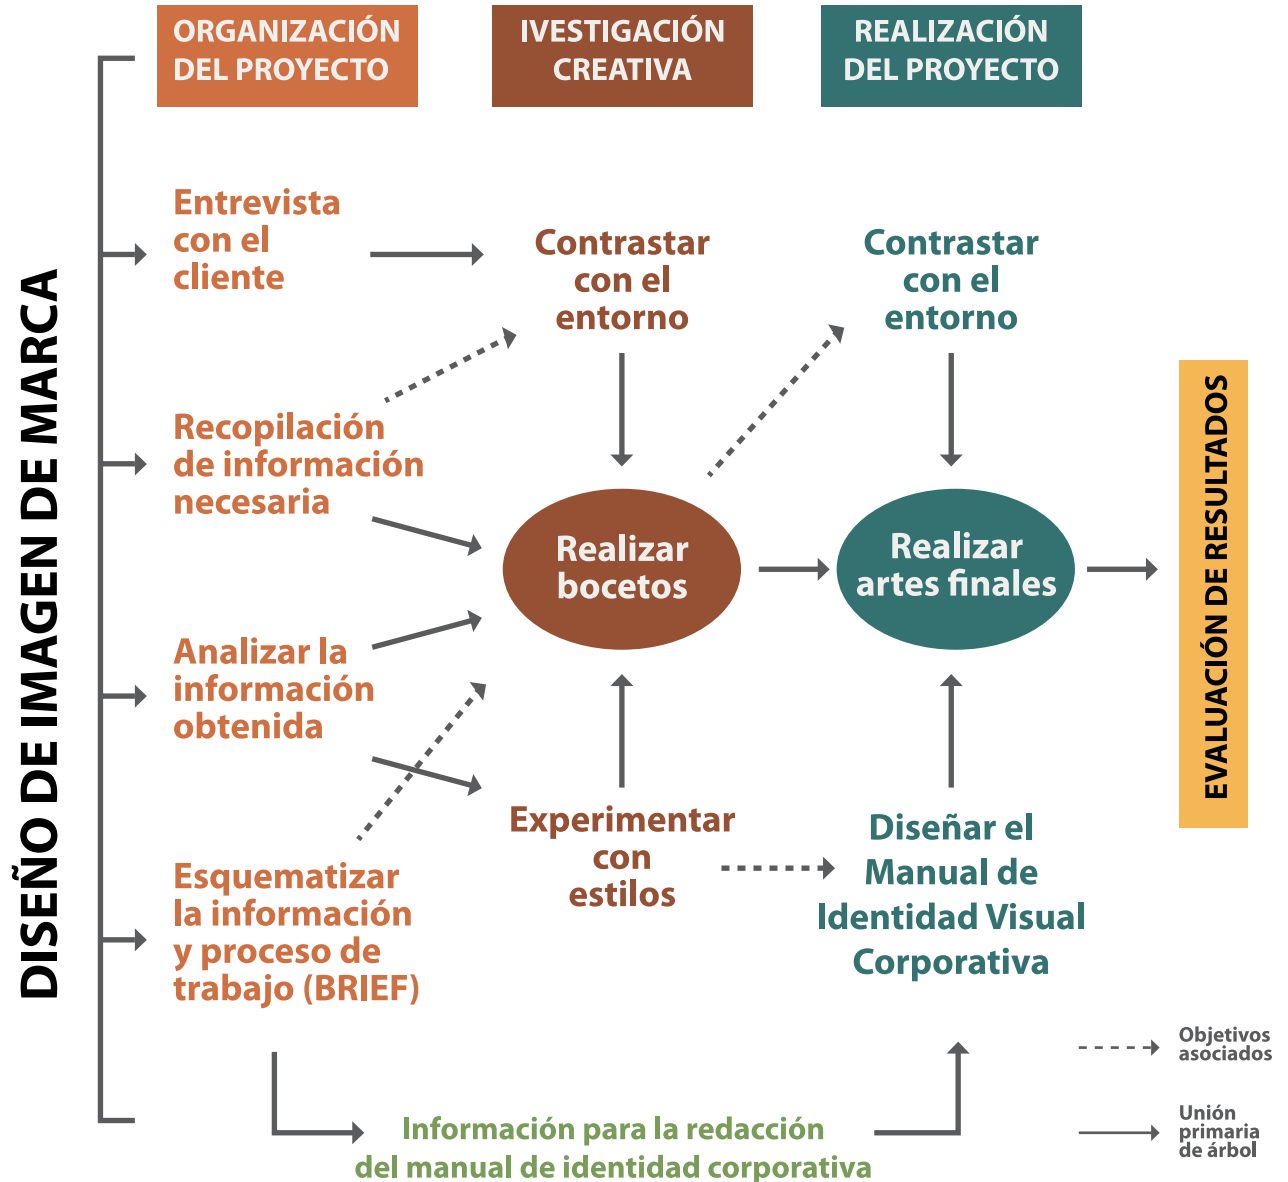 DISEÑO DE IMAGEN DE MARCA
ORGANIZACIÓN
DEL PROYECTO
Entrevista
con el
cliente
Recopilación
de información
necesaria
Analizar la
información
obtenida
Esquematizar
la información
y proceso de
trabajo (BRIEF)
IVESTIGACIÓN
CREATIVA
Contrastar
con el
entorno
Realizar
bocetos
Experimentar
con
estilos
REALIZACIÓN
DEL PROYECTO
Contrastar
con el
entorno
Realizar
artes finales
Diseñar el
Manual de
Identidad Visual
Corporativa
Información para la redacción
del manual de identidad corporativa
EVALUACIÓN DE RESULTADOS
Objetivos
asociados
Unión
primaria
de árbol